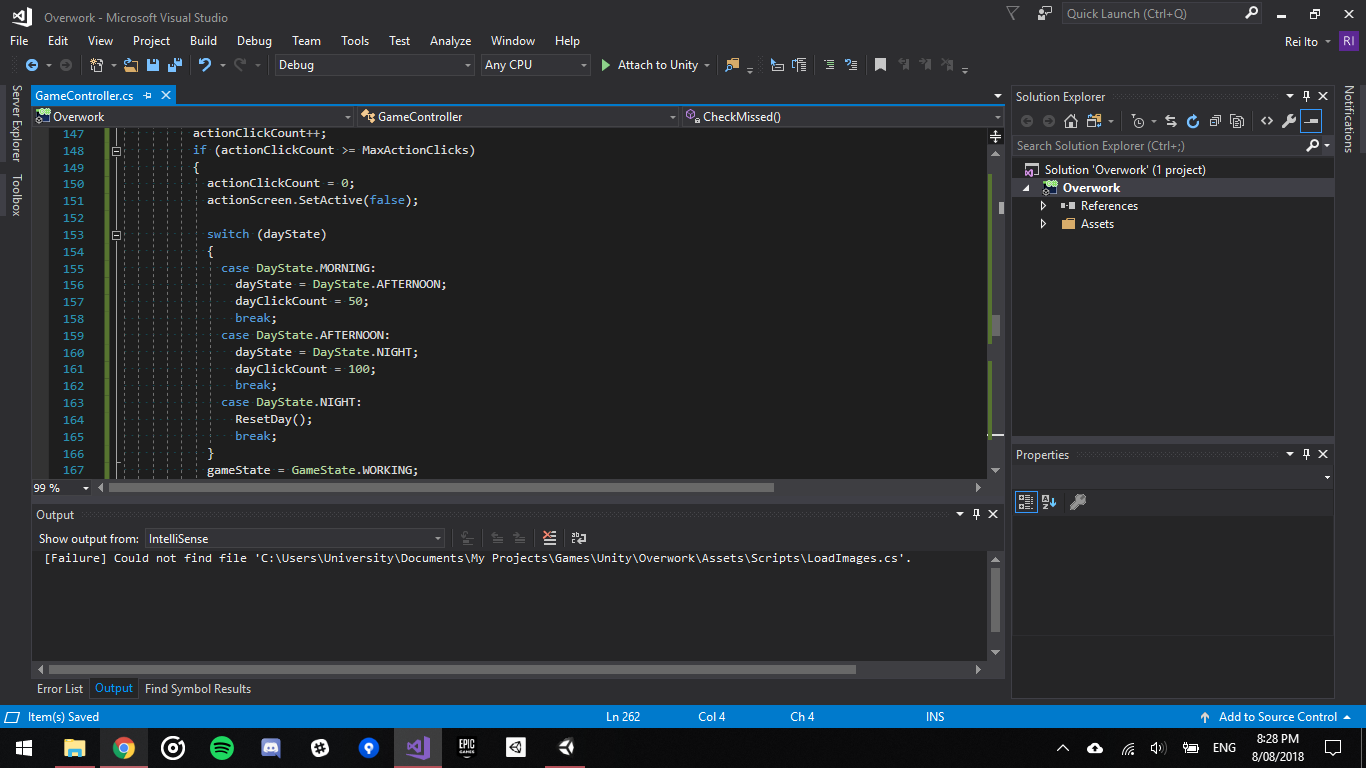 Overwork - Microsoft Visual Studio
Quick Launch (Ctrl+Q)
File Edit View Project Build Debug Team Tools Test Analyze Window Help
Rei Ito RI
Debug Any CPU Attach to Unity
Server Explorer
Toolbox
GameController.cs
Overwork GameController CheckMissed()
147 actionClickCount++;
148 if (actionClickCount >= MaxActionClicks)
149 {
150 actionClickCount = 0;
151 actionScreen.SetActive(false);
152
153 switch (dayState)
154 {
155 case DayState.MORNING:
156 dayState = DayState.AFTERNOON;
157 dayClickCount = 50;
158 break;
159 case DayState.AFTERNOON:
160 dayState = DayState.NIGHT;
161 dayClickCount = 100;
162 break;
163 case DayState.NIGHT:
164 ResetDay();
165 break;
166 }
167 gameState = GameState.WORKING;
99 %
Output
Show output from: IntelliSense
[Failure] Could not find file 'C:\Users\University\Documents\My Projects\Games\Unity\Overwork\Assets\Scripts\LoadImages.cs'.
Error List Output Find Symbol Results
Solution Explorer
Search Solution Explorer (Ctrl+;)
Solution 'Overwork' (1 project)
Overwork
References
Assets
Properties
Notifications
Item(s) Saved Ln 262 Col 4 Ch 4 INS Add to Source Control
EPIC
GAMES
ENG
8:28 PM
8/08/2018